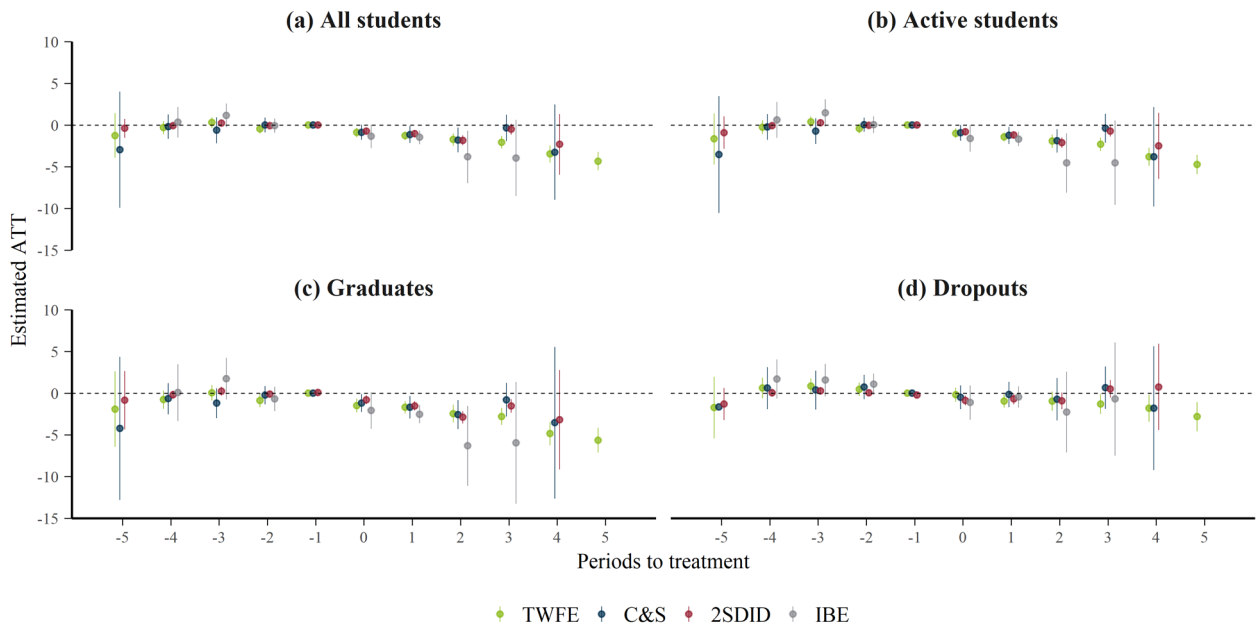 (a) All students
(b) Active students
10
5
0
-5
-10
-15
(c) Graduates
(d) Dropouts
Estimated ATT
10
5
0
-5
-10
-15
-5 -4 -3 -2 -1 0 1 2 3 4 5
-5 -4 -3 -2 -1 0 1 2 3 4 5
Periods to treatment
TWFE C&S 2SDID IBE